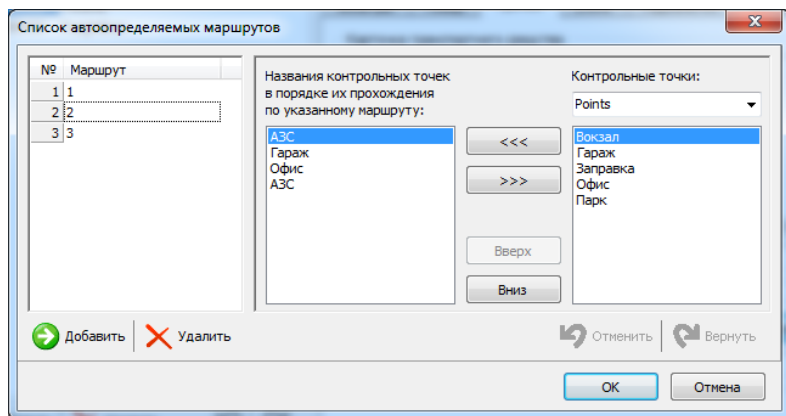 Список автоопределяемых маршрутов
№ Маршрут
1 1
2 2
3 3
Названия контрольных точек
в порядке их прохождения
по указанному маршруту:
АЗС
Гараж
Офис
АЗС
<<<
>>>
Вверх
Вниз
Контрольные точки:
Points
Вокзал
Гараж
Заправка
Офис
Парк
Добавить
Удалить
Отменить
Вернуть
OK
Отмена